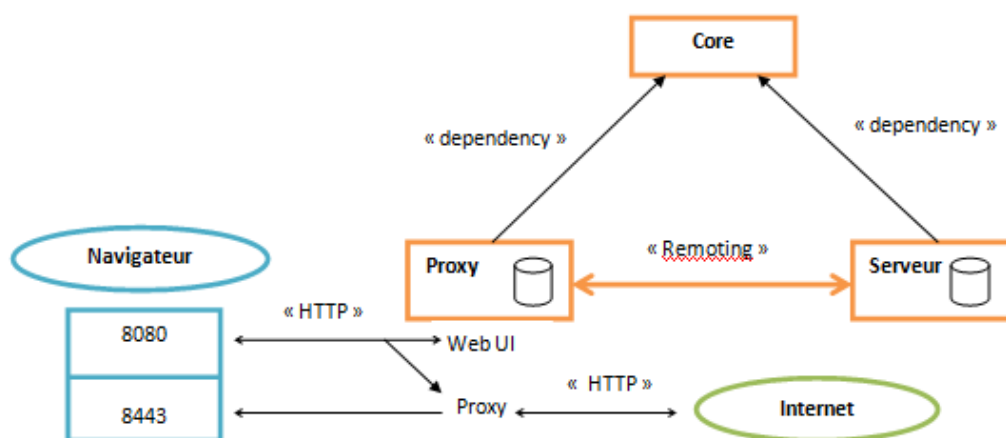 Core
« dependency »
« dependency »
Navigateur
Proxy
« Remoting »
Serveur
« HTTP »
8080
Web UI
« HTTP »
8443
Proxy
Internet